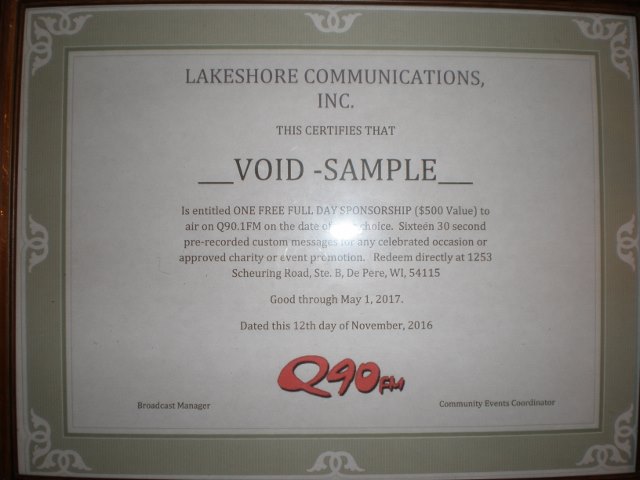 LAKESHORE COMMUNICATIONS,
INC.
THIS CERTIFIES THAT
___VOID -SAMPLE___
Is entitled ONE FREE FULL DAY SPONSORSHIP ($500 Value) to
air on Q90.1FM on the date of choice. Sixteen 30 second
pre-recorded custom messages for any celebrated occasion or
approved charity or event promotion. Redeem directly at 1253
Scheuring Road, Ste. B, De Pere, WI, 54115
Good through May 1, 2017.
Dated this 12th day of November, 2016
Q90FM
Broadcast Manager
Community Events Coordinator